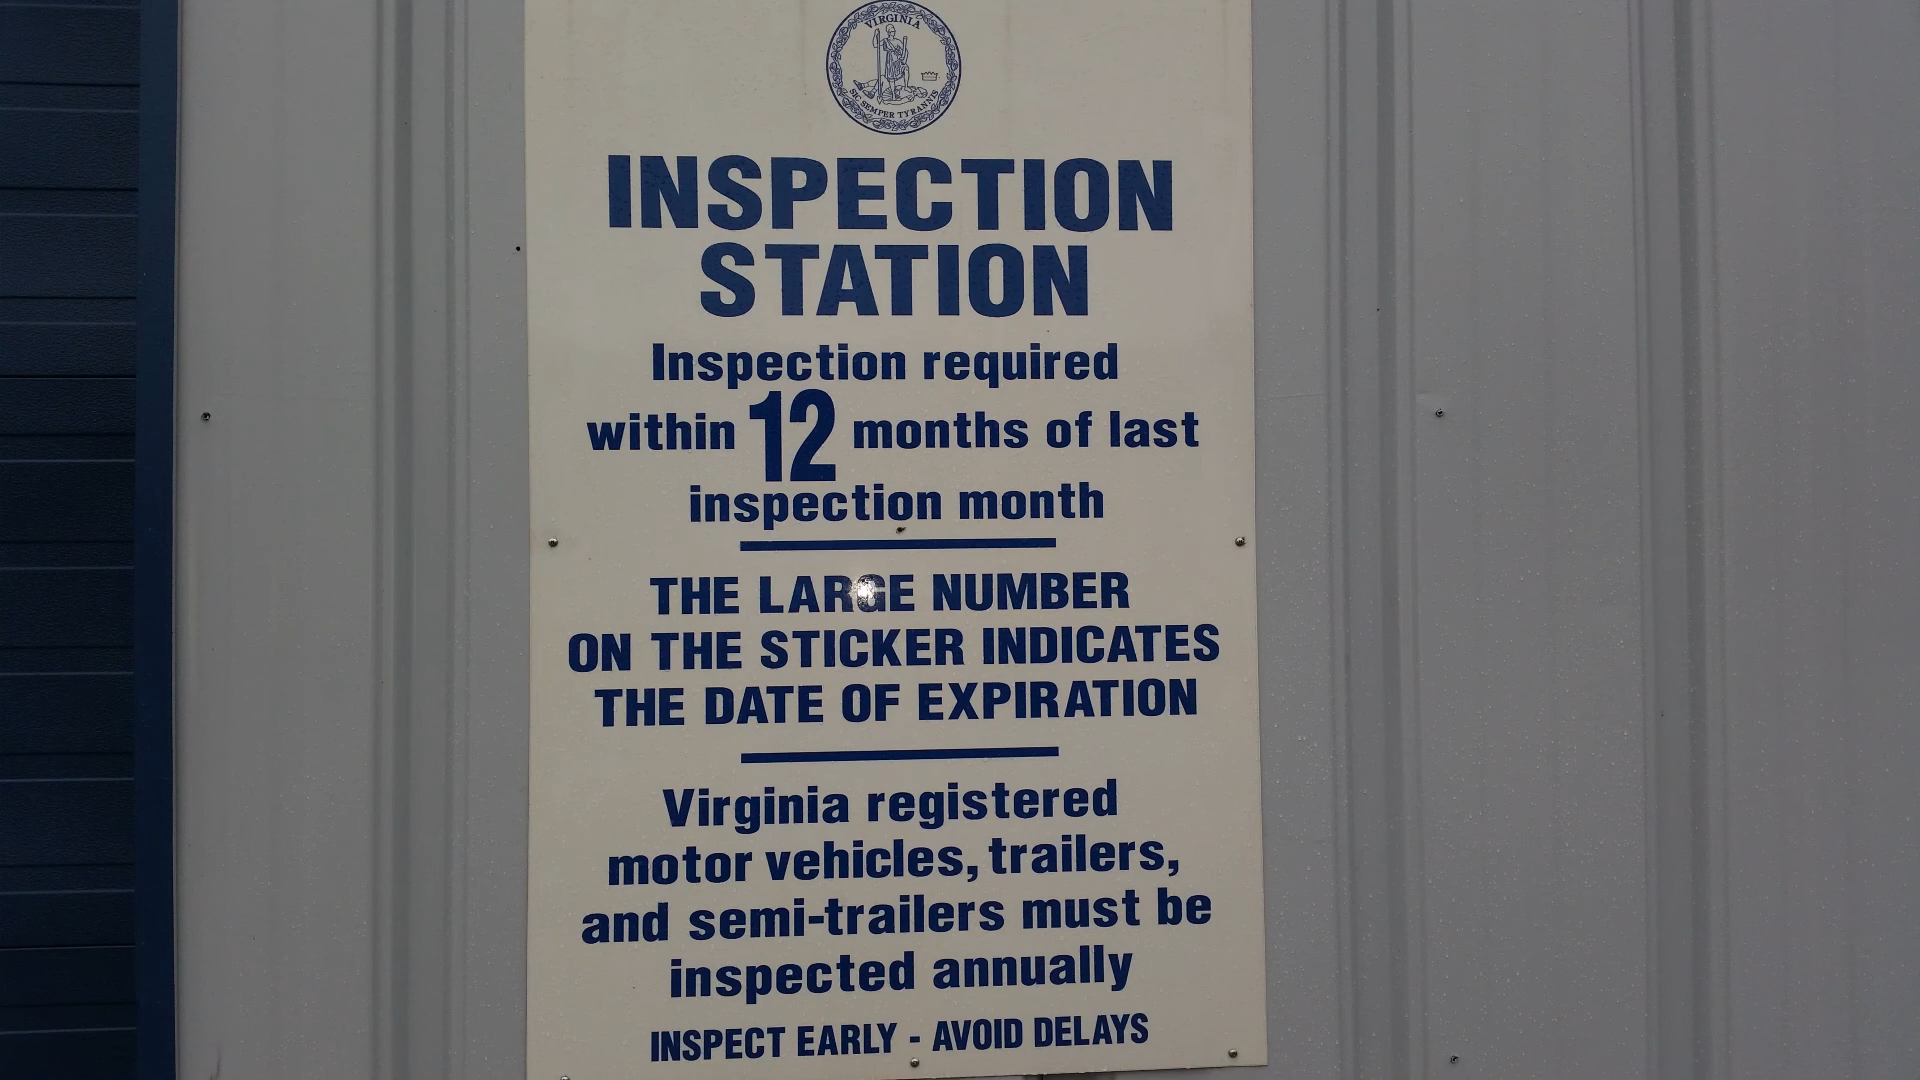 VIRGINIA
SIC SEMPER TYRANNIS
INSPECTION
STATION
Inspection required
within 12 months of last
inspection month
THE LARGE NUMBER
ON THE STICKER INDICATES
THE DATE OF EXPIRATION
Virginia registered
motor vehicles, trailers,
and semi-trailers must be
inspected annually
INSPECT EARLY - AVOID DELAYS